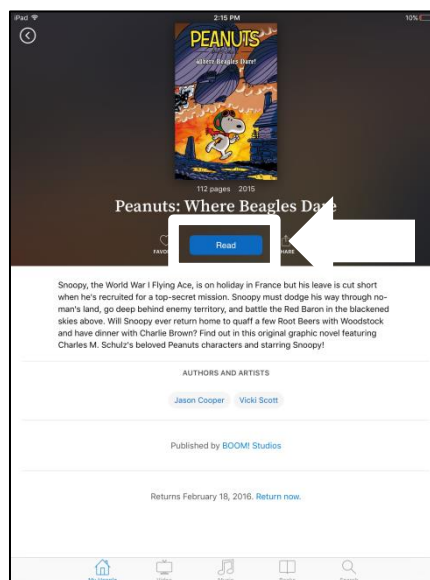 iPad
2:15 PM
10%
PEANUTS
Where Beagles Dare!
112 pages 2015
Peanuts: Where Beagles Dare
Read
Snoopy, the World War I Flying Ace, is on holiday in France but his leave is cut short
when he's recruited for a top-secret mission. Snoopy must dodge his way through no-
man's land, go deep behind enemy territory, and battle the Red Baron in the blackened
skies above. Will Snoopy ever return home to quaff a few Root Beers with Woodstock
and have dinner with Charlie Brown? Find out in this original graphic novel featuring
Charles M. Schulz's beloved Peanuts characters and starring Snoopy!
AUTHORS AND ARTISTS
Jason Cooper Vicki Scott
Published by BOOM! Studios
Returns February 18, 2016. Return now.